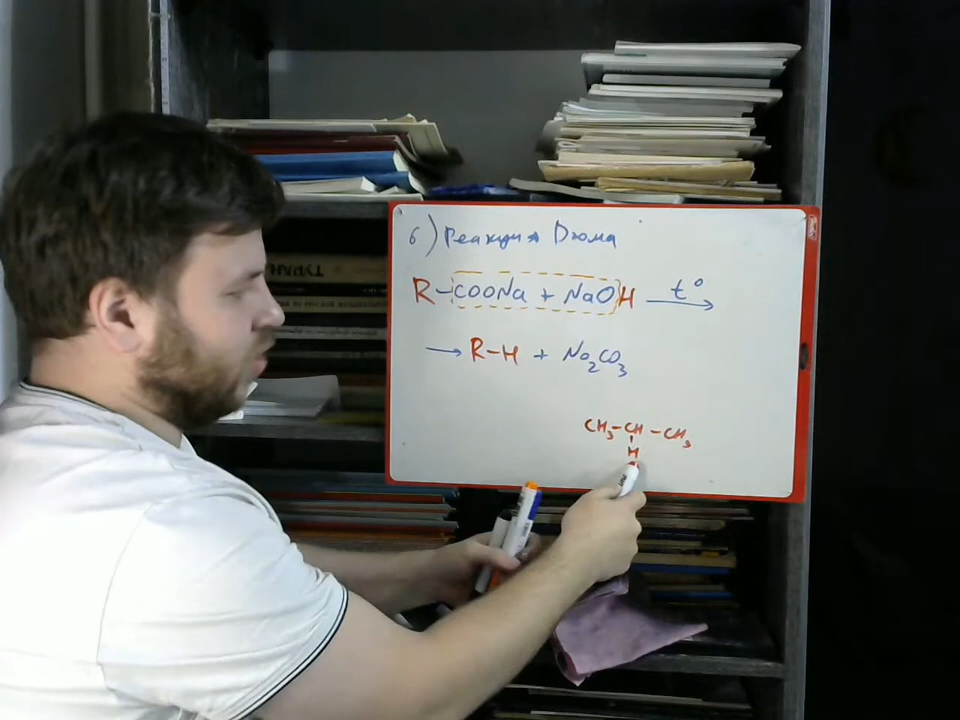 6) Реакция Дюма
R-COONa + NaOH t° →
→ R-H + Na₂CO₃
CH₃-CH-CH₃
H